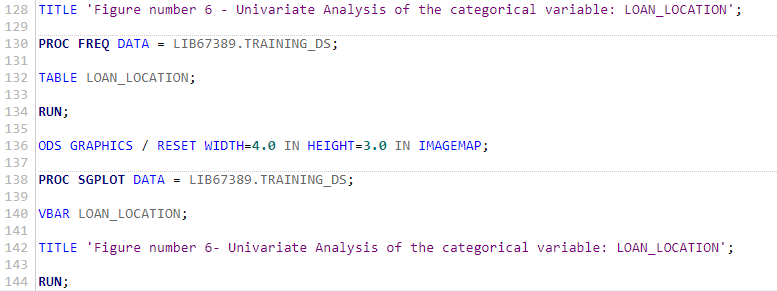 128 TITLE 'Figure number 6 - Univariate Analysis of the categorical variable: LOAN_LOCATION';
129
130 PROC FREQ DATA = LIB67389.TRAINING_DS;
131
132 TABLE LOAN_LOCATION;
133
134 RUN;
135
136 ODS GRAPHICS / RESET WIDTH=4.0 IN HEIGHT=3.0 IN IMAGEMAP;
137
138 PROC SGPLOT DATA = LIB67389.TRAINING_DS;
139
140 VBAR LOAN_LOCATION;
141
142 TITLE 'Figure number 6- Univariate Analysis of the categorical variable: LOAN_LOCATION';
143
144 RUN;